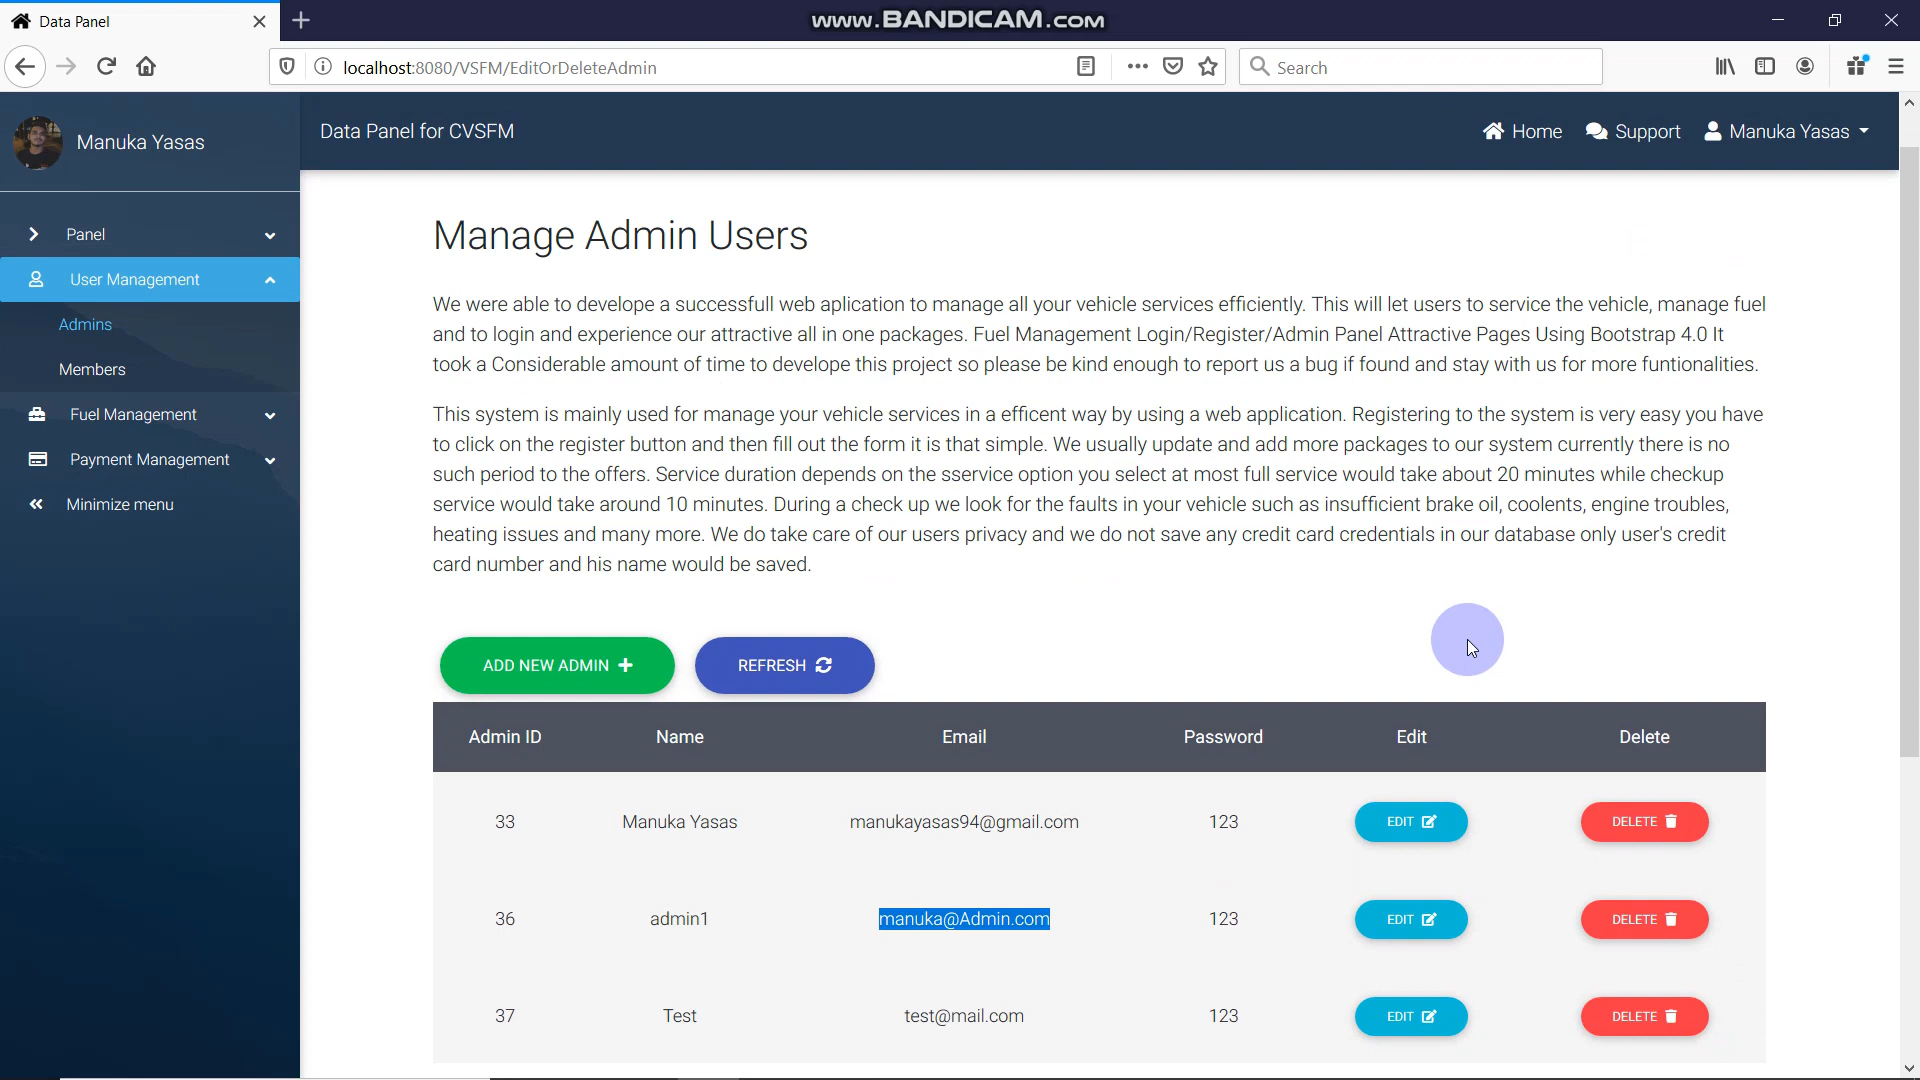 Data Panel
www.BANDICAM.com
localhost:8080/VSFM/EditOrDeleteAdmin
Search
Manuka Yasas
Data Panel for CVSFM
Home
Support
Manuka Yasas
Panel
User Management
Admins
Members
Fuel Management
Payment Management
Minimize menu
Manage Admin Users
We were able to develope a successfull web aplication to manage all your vehicle services efficiently. This will let users to service the vehicle, manage fuel
and to login and experience our attractive all in one packages. Fuel Management Login/Register/Admin Panel Attractive Pages Using Bootstrap 4.0 It
took a Considerable amount of time to develope this project so please be kind enough to report us a bug if found and stay with us for more funtionalities.
This system is mainly used for manage your vehicle services in a efficent way by using a web application. Registering to the system is very easy you have
to click on the register button and then fill out the form it is that simple. We usually update and add more packages to our system currently there is no
such period to the offers. Service duration depends on the sservice option you select at most full service would take about 20 minutes while checkup
service would take around 10 minutes. During a check up we look for the faults in your vehicle such as insufficient brake oil, coolents, engine troubles,
heating issues and many more. We do take care of our users privacy and we do not save any credit card credentials in our database only user's credit
card number and his name would be saved.
ADD NEW ADMIN
REFRESH
Admin ID Name Email Password Edit Delete
33 Manuka Yasas manukayasas94@gmail.com 123 EDIT DELETE
36 admin1 manuka@Admin.com 123 EDIT DELETE
37 Test test@mail.com 123 EDIT DELETE